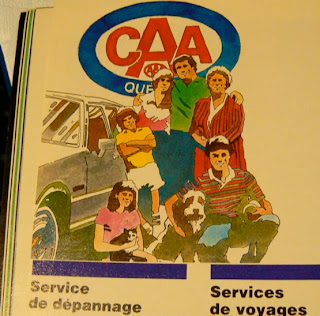 CAA
QUE
Service
de dépannage
Services
de voyages